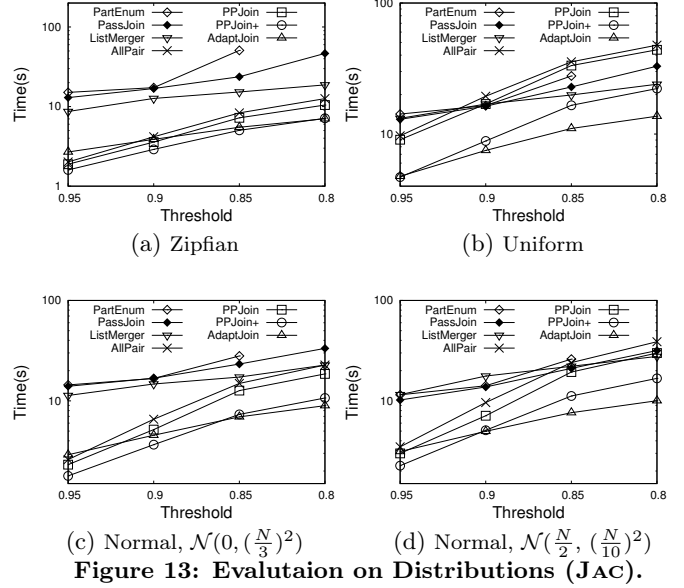 200
100
10
1
Time(s)
PartEnum
PassJoin
ListMerger
AllPair
PPJoin
PPJoin+
AdaptJoin
0.95 0.9 0.85 0.8
Threshold
(a) Zipfian
100
10
Time(s)
PartEnum
PassJoin
ListMerger
AllPair
PPJoin
PPJoin+
AdaptJoin
0.95 0.9 0.85 0.8
Threshold
(b) Uniform
100
10
Time(s)
PartEnum
PassJoin
ListMerger
AllPair
PPJoin
PPJoin+
AdaptJoin
0.95 0.9 0.85 0.8
Threshold
(c) Normal, 𝒩(0, (N/3)²)
100
10
Time(s)
PartEnum
PassJoin
ListMerger
AllPair
PPJoin
PPJoin+
AdaptJoin
0.95 0.9 0.85 0.8
Threshold
(d) Normal, 𝒩(N/2, (N/10)²)
Figure 13: Evalutaion on Distributions (JAC).